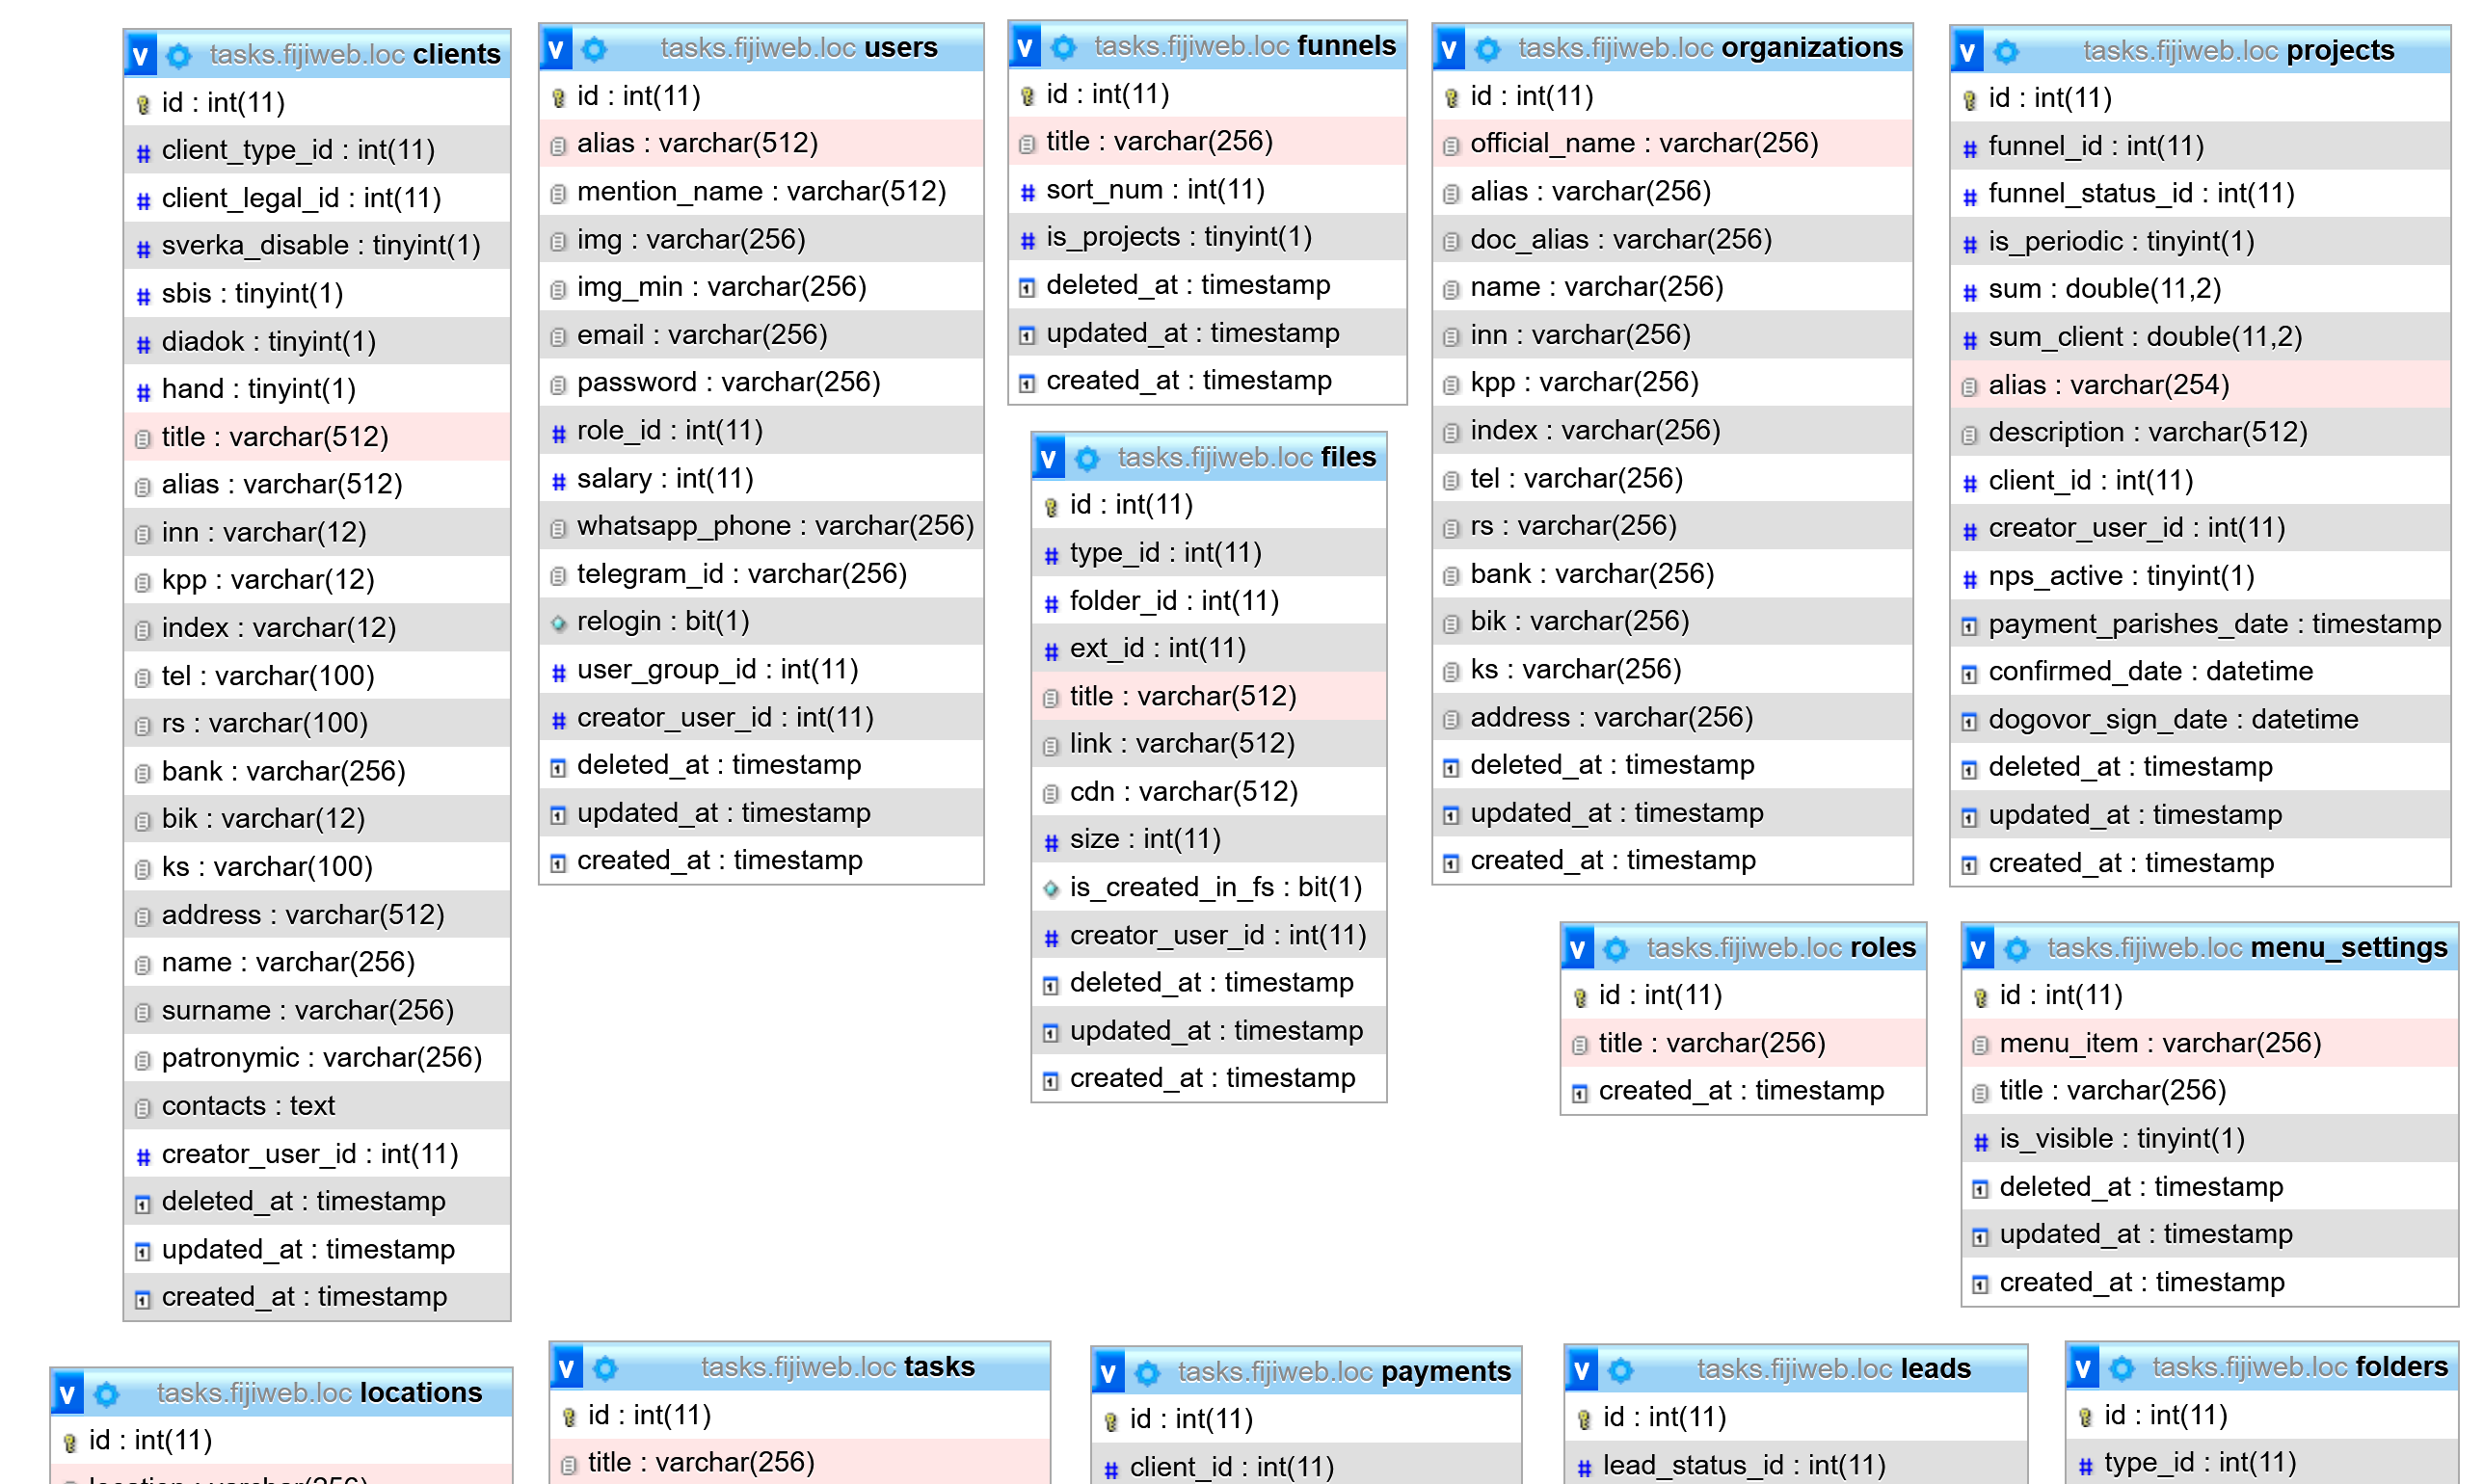 tasks.fijiweb.loc clients
id : int(11)
client_type_id : int(11)
client_legal_id : int(11)
sverka_disable : tinyint(1)
sbis : tinyint(1)
diadok : tinyint(1)
hand : tinyint(1)
title : varchar(512)
alias : varchar(512)
inn : varchar(12)
kpp : varchar(12)
index : varchar(12)
tel : varchar(100)
rs : varchar(100)
bank : varchar(256)
bik : varchar(12)
ks : varchar(100)
address : varchar(512)
name : varchar(256)
surname : varchar(256)
patronymic : varchar(256)
contacts : text
creator_user_id : int(11)
deleted_at : timestamp
updated_at : timestamp
created_at : timestamp
tasks.fijiweb.loc users
id : int(11)
alias : varchar(512)
mention_name : varchar(512)
img : varchar(256)
img_min : varchar(256)
email : varchar(256)
password : varchar(256)
role_id : int(11)
salary : int(11)
whatsapp_phone : varchar(256)
telegram_id : varchar(256)
relogin : bit(1)
user_group_id : int(11)
creator_user_id : int(11)
deleted_at : timestamp
updated_at : timestamp
created_at : timestamp
tasks.fijiweb.loc funnels
id : int(11)
title : varchar(256)
sort_num : int(11)
is_projects : tinyint(1)
deleted_at : timestamp
updated_at : timestamp
created_at : timestamp
tasks.fijiweb.loc files
id : int(11)
type_id : int(11)
folder_id : int(11)
ext_id : int(11)
title : varchar(512)
link : varchar(512)
cdn : varchar(512)
size : int(11)
is_created_in_fs : bit(1)
creator_user_id : int(11)
deleted_at : timestamp
updated_at : timestamp
created_at : timestamp
tasks.fijiweb.loc organizations
id : int(11)
official_name : varchar(256)
alias : varchar(256)
doc_alias : varchar(256)
name : varchar(256)
inn : varchar(256)
kpp : varchar(256)
index : varchar(256)
tel : varchar(256)
rs : varchar(256)
bank : varchar(256)
bik : varchar(256)
ks : varchar(256)
address : varchar(256)
deleted_at : timestamp
updated_at : timestamp
created_at : timestamp
tasks.fijiweb.loc projects
id : int(11)
funnel_id : int(11)
funnel_status_id : int(11)
is_periodic : tinyint(1)
sum : double(11,2)
sum_client : double(11,2)
alias : varchar(254)
description : varchar(512)
client_id : int(11)
creator_user_id : int(11)
nps_active : tinyint(1)
payment_parishes_date : timestamp
confirmed_date : datetime
dogovor_sign_date : datetime
deleted_at : timestamp
updated_at : timestamp
created_at : timestamp
tasks.fijiweb.loc roles
id : int(11)
title : varchar(256)
created_at : timestamp
tasks.fijiweb.loc menu_settings
id : int(11)
menu_item : varchar(256)
title : varchar(256)
is_visible : tinyint(1)
deleted_at : timestamp
updated_at : timestamp
created_at : timestamp
tasks.fijiweb.loc locations
id : int(11)
location : varchar(256)
tasks.fijiweb.loc tasks
id : int(11)
title : varchar(256)
tasks.fijiweb.loc payments
id : int(11)
client_id : int(11)
tasks.fijiweb.loc leads
id : int(11)
lead_status_id : int(11)
tasks.fijiweb.loc folders
id : int(11)
type_id : int(11)